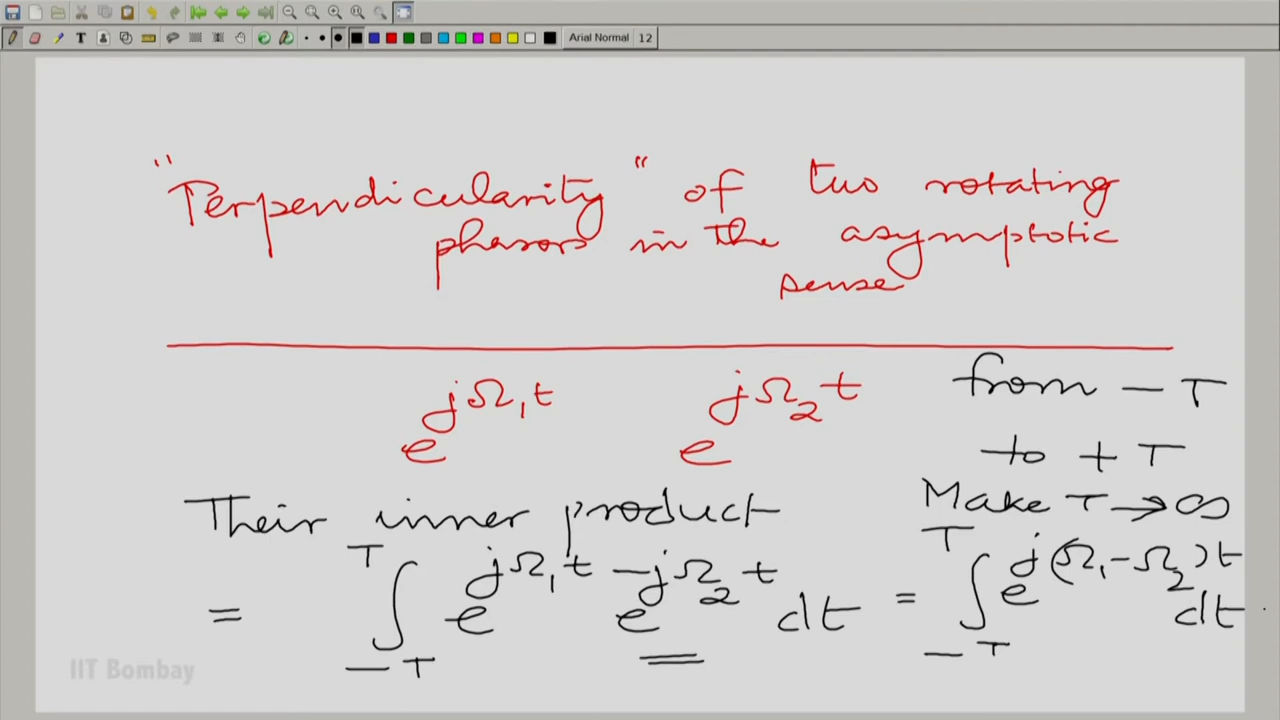 Arial Normal 12
"Perpendicularity" of two rotating
phasors in the asymptotic
sense
e^{jΩ₁t} e^{jΩ₂t} from −T
to +T
Their inner product Make T → ∞
= ∫_{−T}^{T} e^{jΩ₁t} e^{−jΩ₂t} dt = ∫_{−T}^{T} e^{j(Ω₁−Ω₂)t} dt
IIT Bombay